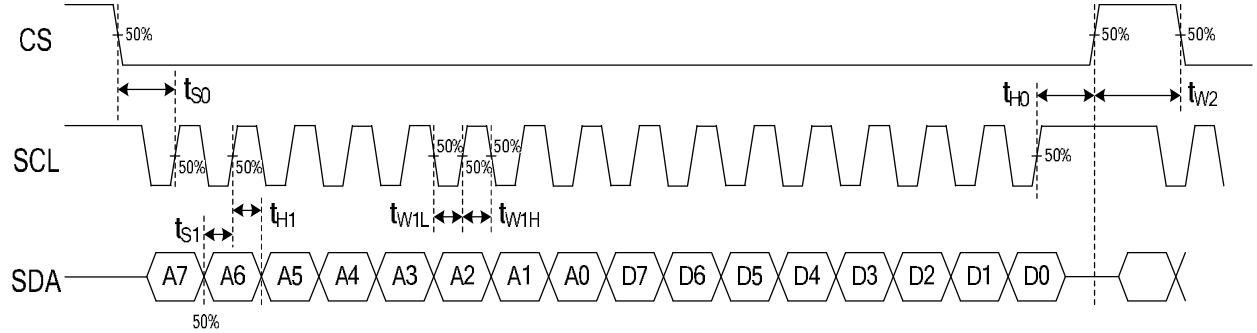 CS
50%
50%
50%
tS0
tH0
tW2
SCL
50%
50%
50%
50%
50%
50%
tS1
tH1
tW1L
tW1H
SDA
A7
A6
A5
A4
A3
A2
A1
A0
D7
D6
D5
D4
D3
D2
D1
D0
50%